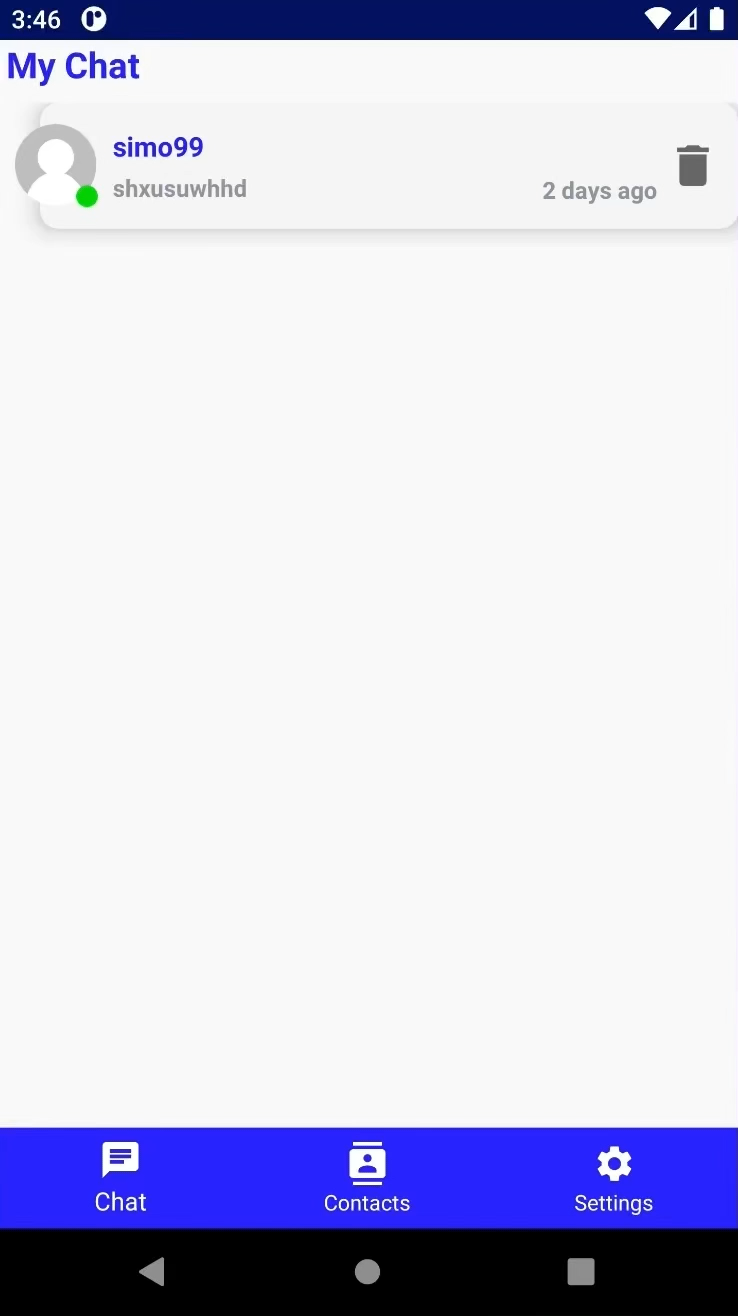 3:46
My Chat
simo99
shxusuwhhd
2 days ago
Chat
Contacts
Settings